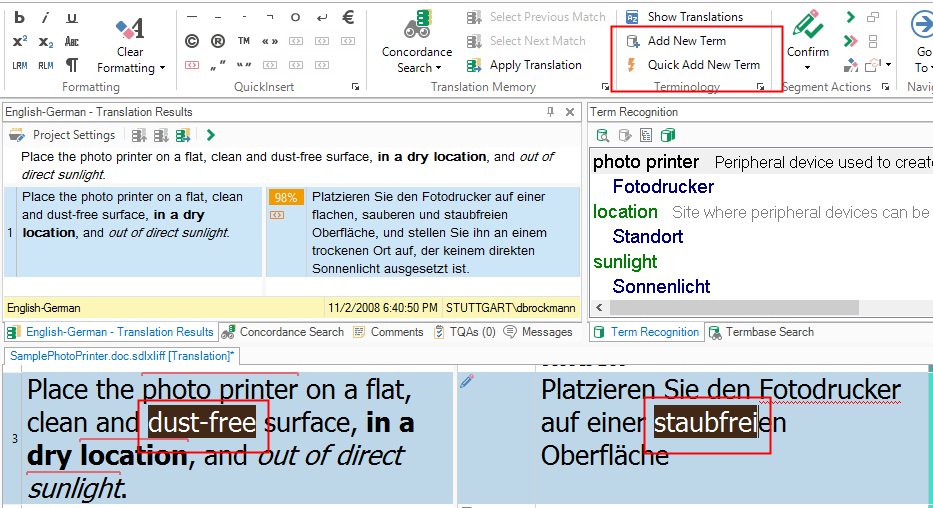 b i o u ↵ €
Select Previous Match
Show Translations
x² x₂ ABC
Clear
Formatting
© ® TM « »
Concordance
Search
Select Next Match
Add New Term
Confirm
Go
To
LRM RLM ¶
„ “ ” “
Apply Translation
Quick Add New Term
Formatting
QuickInsert
Translation Memory
Terminology
Segment Actions
Navig
English-German - Translation Results
Term Recognition
Project Settings
Place the photo printer on a flat, clean and dust-free surface, in a dry location, and out of
direct sunlight.
1
Place the photo printer on a flat, clean
and dust-free surface, in a dry
location, and out of direct sunlight.
98%
Platzieren Sie den Fotodrucker auf einer
flachen, sauberen und staubfreien
Oberfläche, und stellen Sie ihn an einem
trockenen Ort auf, der keinem direkten
Sonnenlicht ausgesetzt ist.
photo printer Peripheral device used to create
Fotodrucker
location Site where peripheral devices can be
Standort
sunlight
Sonnenlicht
English-German
11/2/2008 6:40:50 PM
STUTTGART\dbrockmann
English-German - Translation Results
Concordance Search
Comments
TQAs (0)
Messages
Term Recognition
Termbase Search
SamplePhotoPrinter.doc.sdlxliff [Translation]*
3
Place the photo printer on a flat,
clean and dust-free surface, in a
dry location, and out of direct
sunlight.
Platzieren Sie den Fotodrucker
auf einer staubfreien
Oberfläche